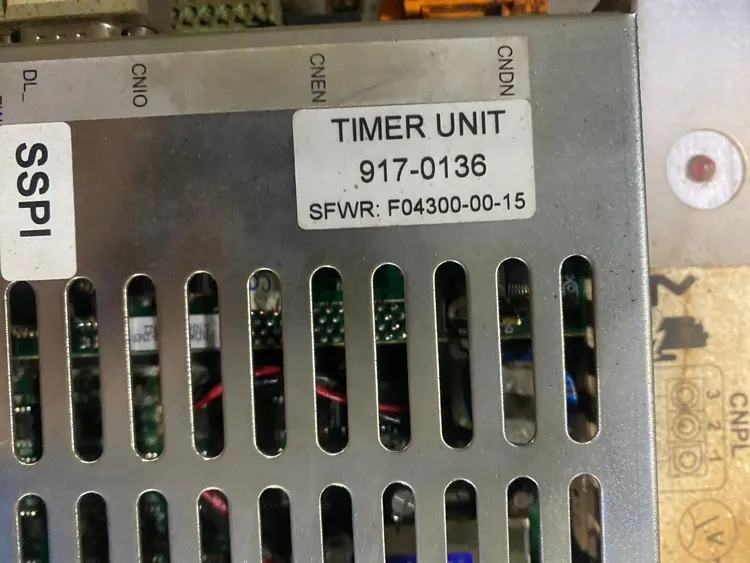 DL_
CNIO
CNEN
CNDN
SSPI
TIMER UNIT
917-0136
SFWR: F04300-00-15
CNPL
3 2 1